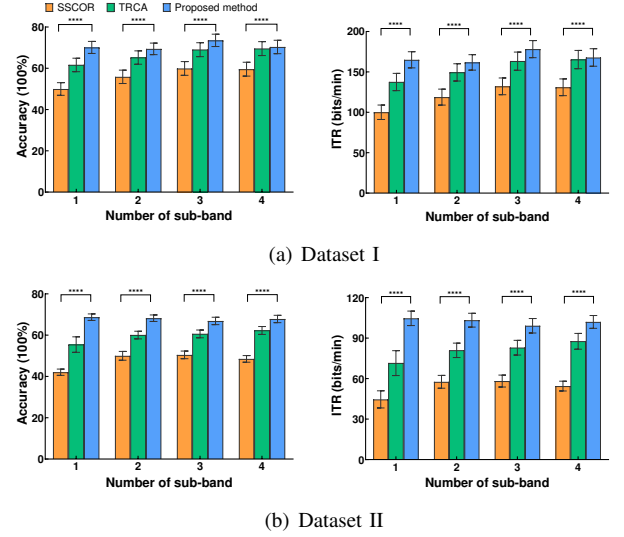 SSCOR TRCA Proposed method
**** **** **** ****
Accuracy (100%)
80
60
40
20
0
1 2 3 4
Number of sub-band
**** **** **** ****
ITR (bits/min)
200
150
100
50
0
1 2 3 4
Number of sub-band
(a) Dataset I
**** **** **** ****
Accuracy (100%)
80
60
40
20
0
1 2 3 4
Number of sub-band
**** **** **** ****
ITR (bits/min)
120
90
60
30
0
1 2 3 4
Number of sub-band
(b) Dataset II